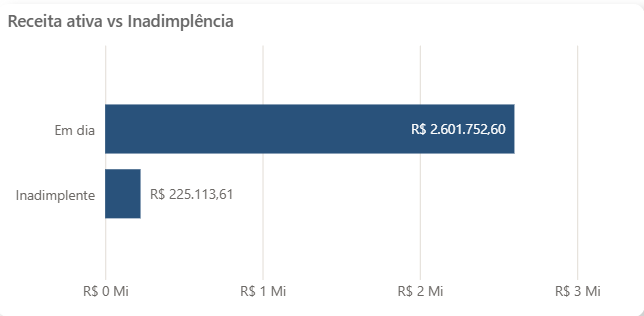 Receita ativa vs Inadimplência
Em dia
R$ 2.601.752,60
Inadimplente
R$ 225.113,61
R$ 0 Mi
R$ 1 Mi
R$ 2 Mi
R$ 3 Mi